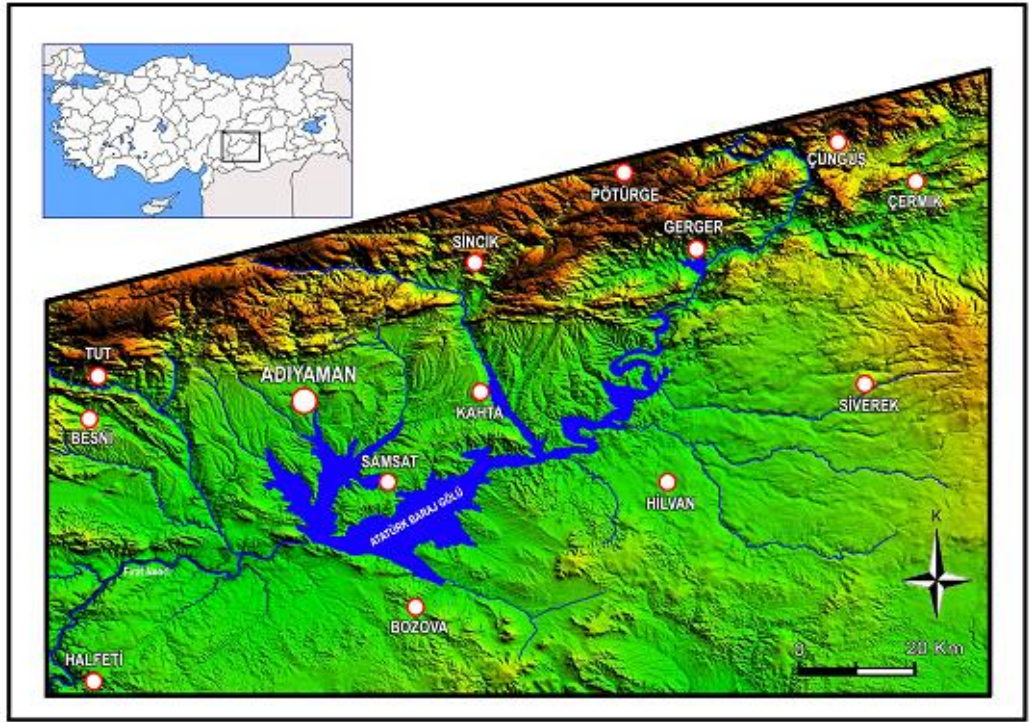 ÇÜNGÜŞ
PÖTÜRGE
ÇERMİK
GERGER
SİNCİK
TUT
ADIYAMAN
SİVEREK
KAHTA
BESNİ
SAMSAT
HİLVAN
ATATÜRK BARAJ GÖLÜ
K
BOZOVA
HALFETİ
0 20 Km